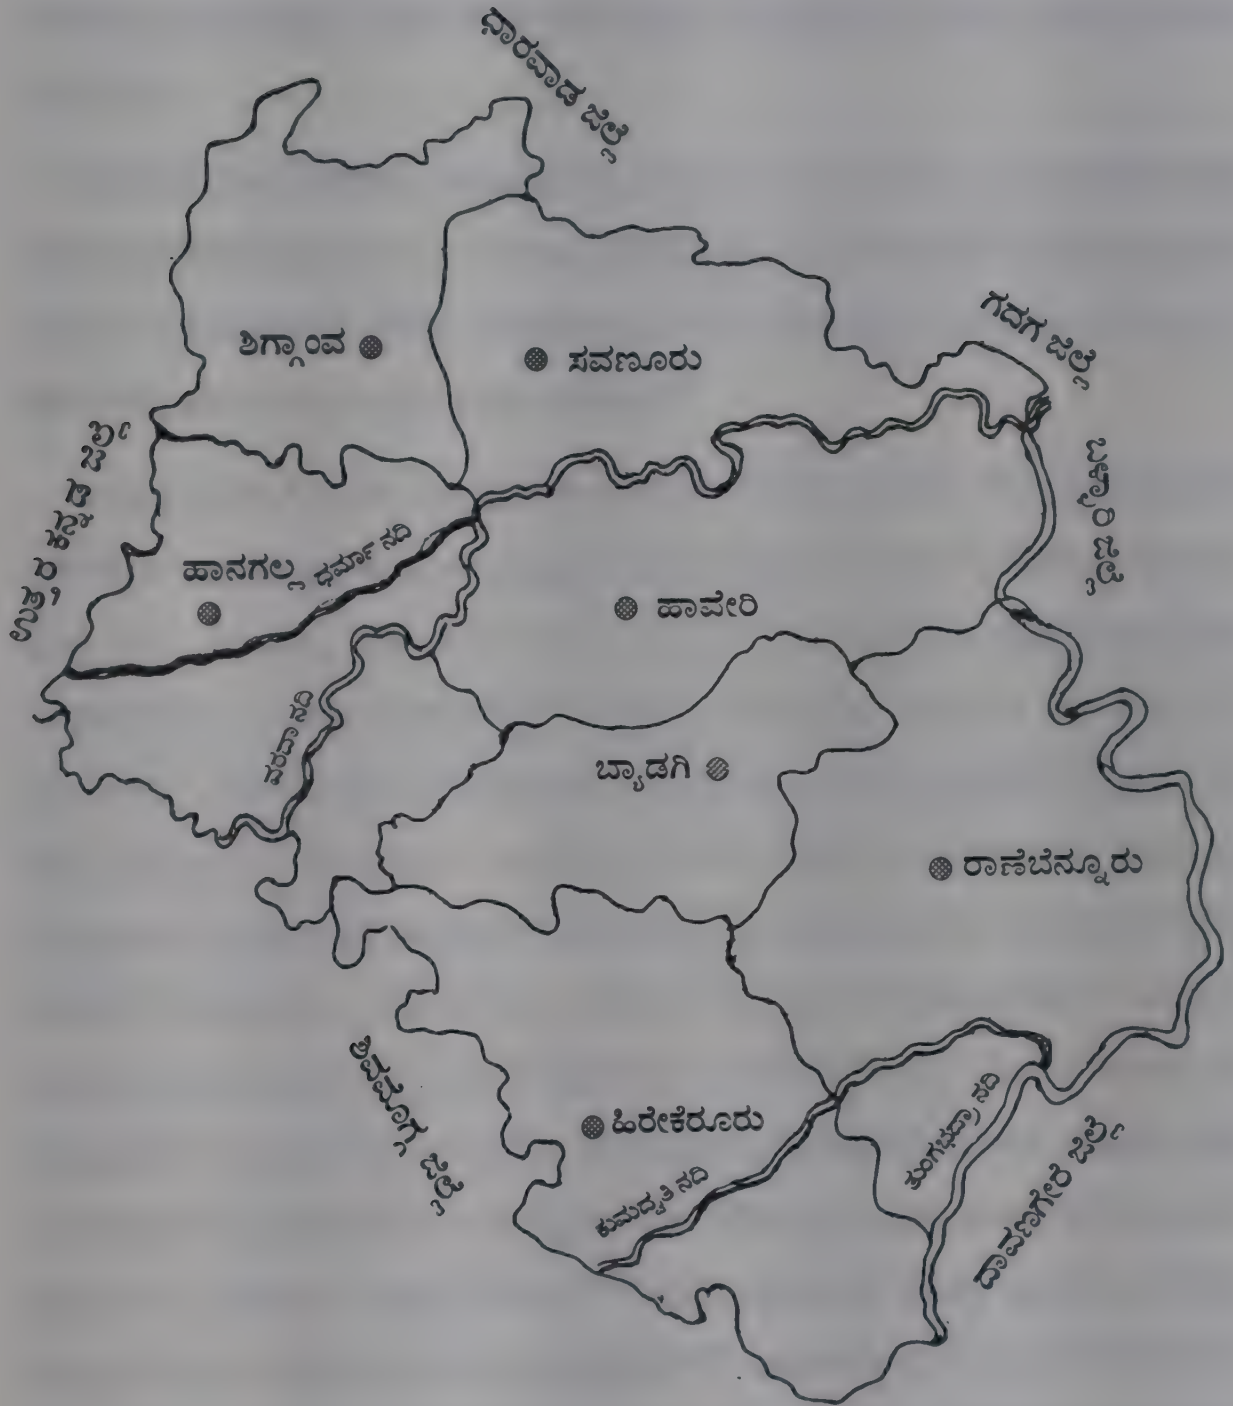 ಧಾರವಾಡ ಜಿಲ್ಲೆ
ಗದಗ ಜಿಲ್ಲೆ
ಶಿಗ್ಗಾಂವ
ಸವಣೂರು
ಬಳ್ಳಾರಿ ಜಿಲ್ಲೆ
ಉತ್ತರ ಕನ್ನಡ ಜಿಲ್ಲೆ
ಹಾನಗಲ್ಲ
ಧರ್ಮಾ ನದಿ
ಹಾವೇರಿ
ವರದಾ ನದಿ
ಬ್ಯಾಡಗಿ
ರಾಣೆಬೆನ್ನೂರು
ಶಿವಮೊಗ್ಗ ಜಿಲ್ಲೆ
ಹಿರೇಕೆರೂರು
ತುಂಗಭದ್ರಾ ನದಿ
ಕುಮದ್ವತಿ ನದಿ
ದಾವಣಗೇರೆ ಜಿಲ್ಲೆ